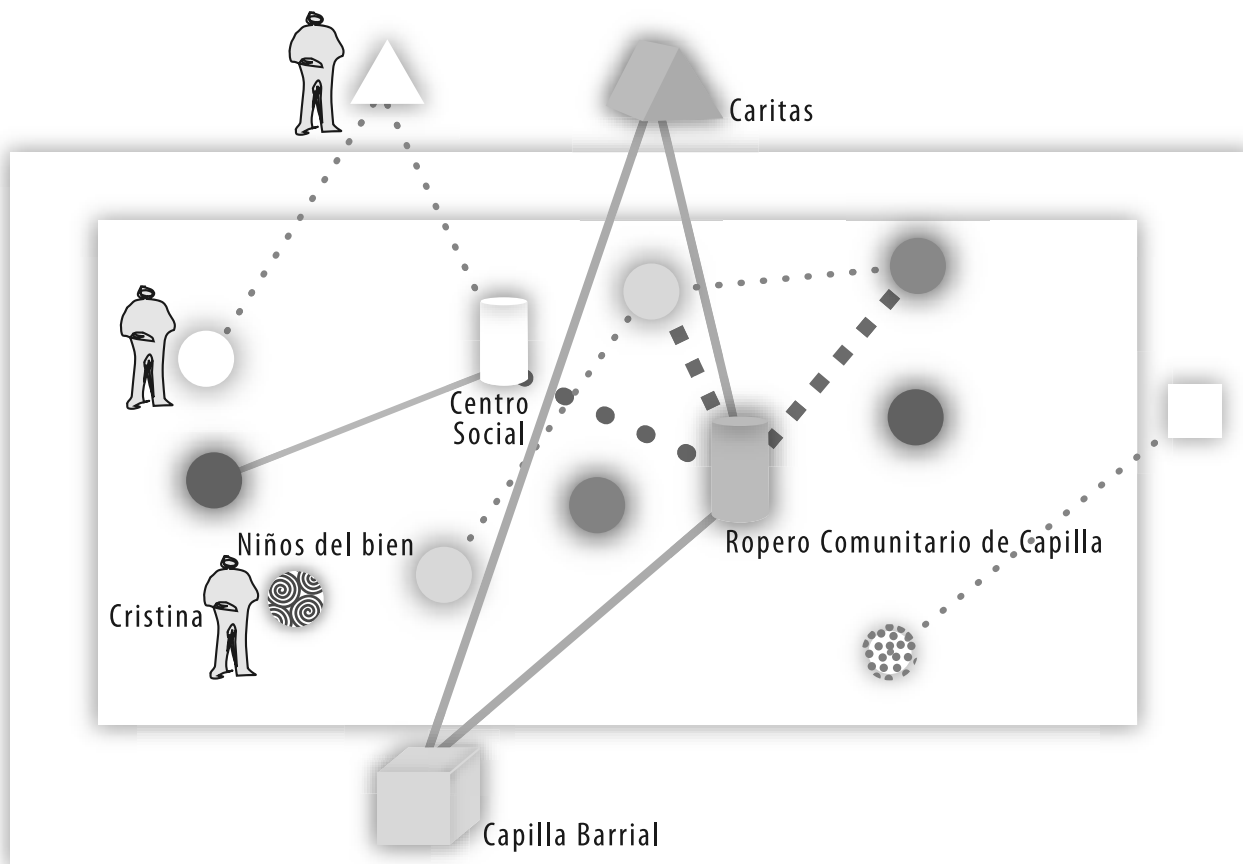 Caritas
Centro
Social
Niños del bien
Ropero Comunitario de Capilla
Cristina
Capilla Barrial